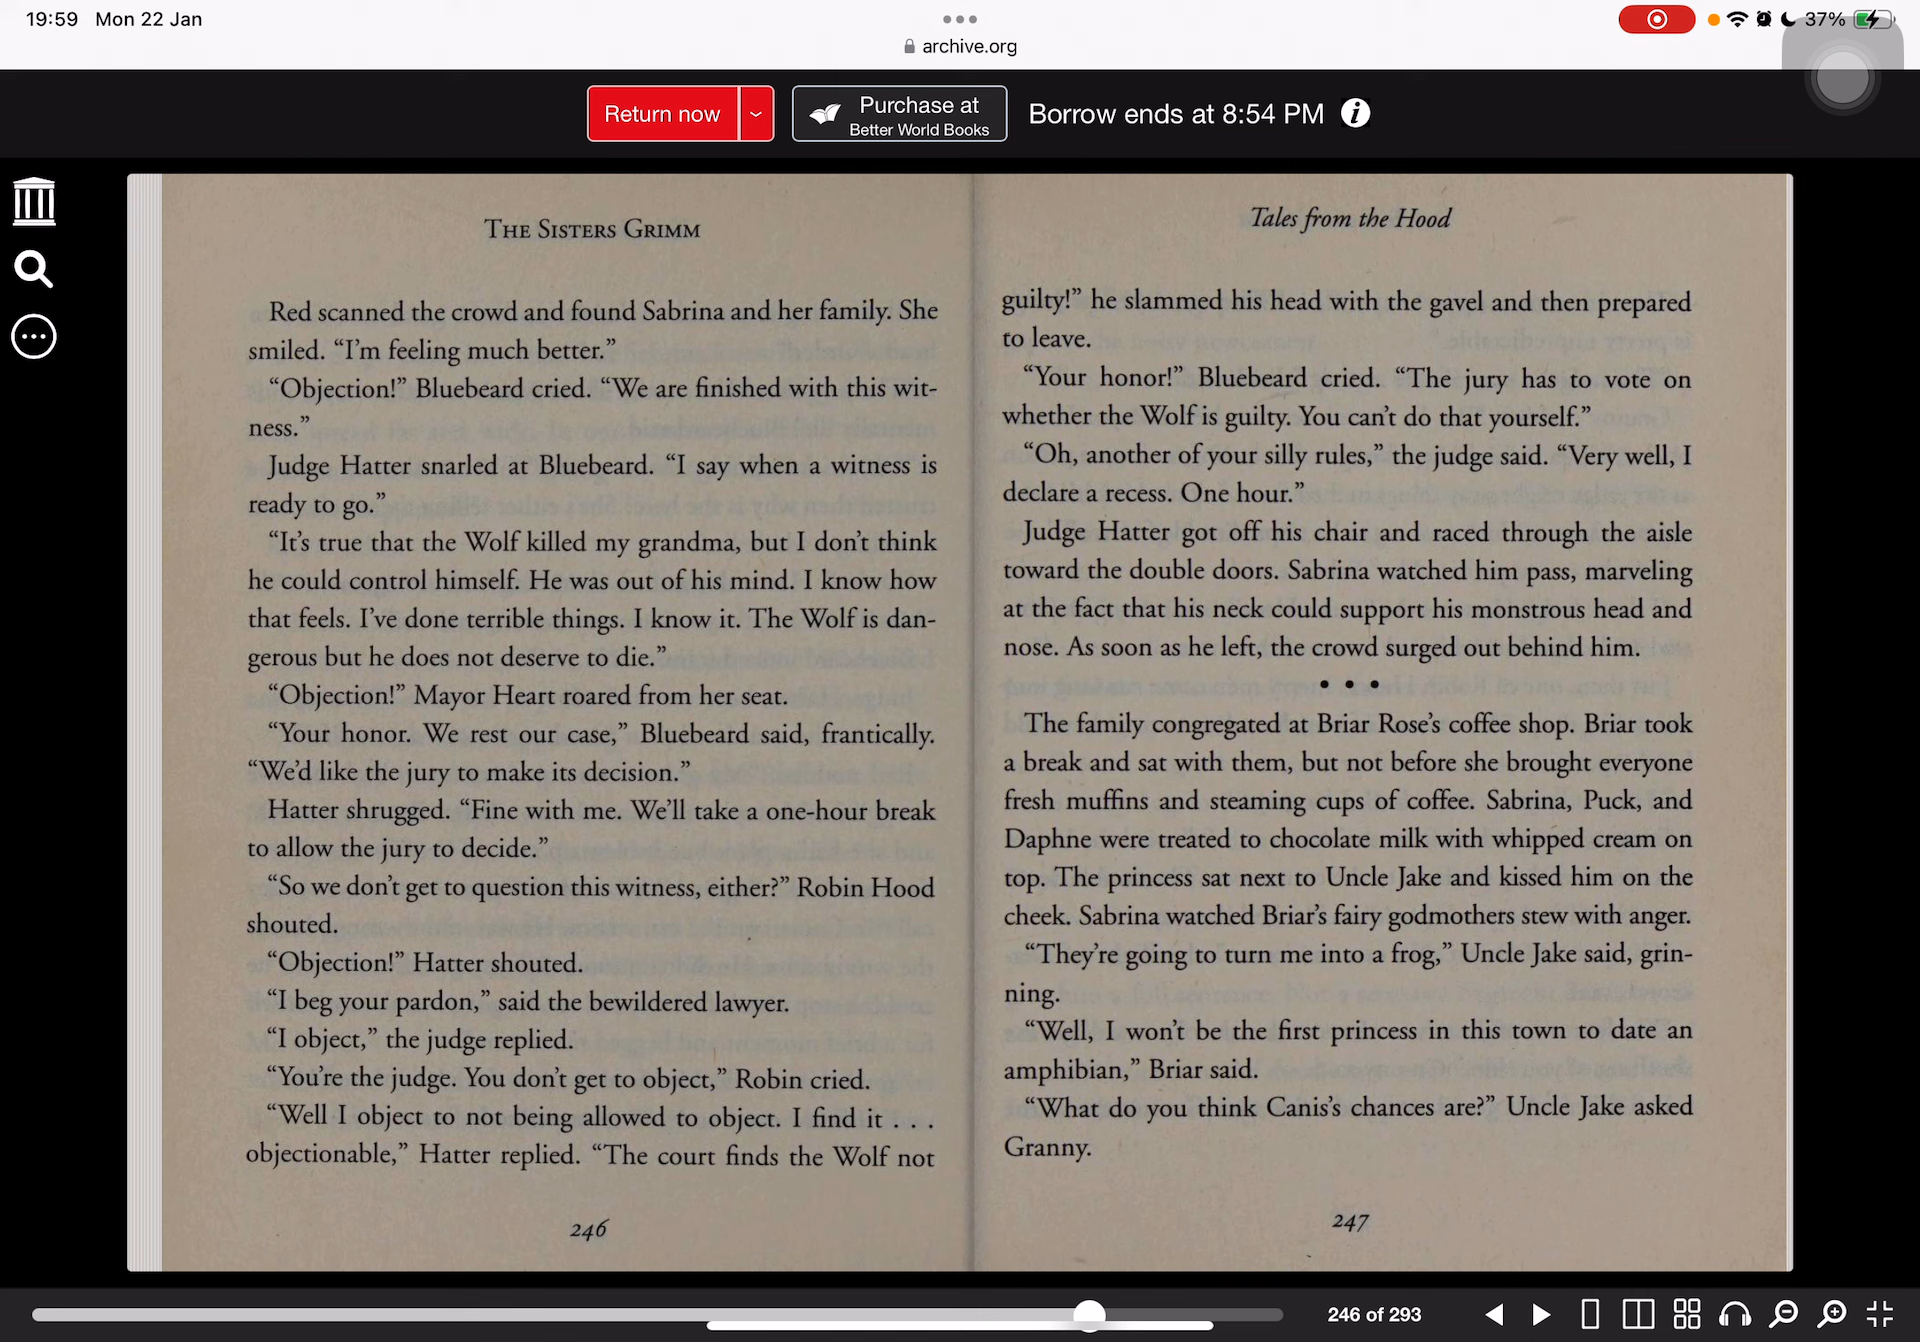 19:59 Mon 22 Jan
37%
archive.org
Return now
Purchase at
Better World Books
Borrow ends at 8:54 PM
The Sisters Grimm
Red scanned the crowd and found Sabrina and her family. She
smiled. “I’m feeling much better.”
“Objection!” Bluebeard cried. “We are finished with this wit-
ness.”
Judge Hatter snarled at Bluebeard. “I say when a witness is
ready to go.”
“It’s true that the Wolf killed my grandma, but I don’t think
he could control himself. He was out of his mind. I know how
that feels. I’ve done terrible things. I know it. The Wolf is dan-
gerous but he does not deserve to die.”
“Objection!” Mayor Heart roared from her seat.
“Your honor. We rest our case,” Bluebeard said, frantically.
“We’d like the jury to make its decision.”
Hatter shrugged. “Fine with me. We’ll take a one-hour break
to allow the jury to decide.”
“So we don’t get to question this witness, either?” Robin Hood
shouted.
“Objection!” Hatter shouted.
“I beg your pardon,” said the bewildered lawyer.
“I object,” the judge replied.
“You’re the judge. You don’t get to object,” Robin cried.
“Well I object to not being allowed to object. I find it . . .
objectionable,” Hatter replied. “The court finds the Wolf not
246
Tales from the Hood
guilty!” he slammed his head with the gavel and then prepared
to leave.
“Your honor!” Bluebeard cried. “The jury has to vote on
whether the Wolf is guilty. You can’t do that yourself.”
“Oh, another of your silly rules,” the judge said. “Very well, I
declare a recess. One hour.”
Judge Hatter got off his chair and raced through the aisle
toward the double doors. Sabrina watched him pass, marveling
at the fact that his neck could support his monstrous head and
nose. As soon as he left, the crowd surged out behind him.
• • •
The family congregated at Briar Rose’s coffee shop. Briar took
a break and sat with them, but not before she brought everyone
fresh muffins and steaming cups of coffee. Sabrina, Puck, and
Daphne were treated to chocolate milk with whipped cream on
top. The princess sat next to Uncle Jake and kissed him on the
cheek. Sabrina watched Briar’s fairy godmothers stew with anger.
“They’re going to turn me into a frog,” Uncle Jake said, grin-
ning.
“Well, I won’t be the first princess in this town to date an
amphibian,” Briar said.
“What do you think Canis’s chances are?” Uncle Jake asked
Granny.
247
246 of 293